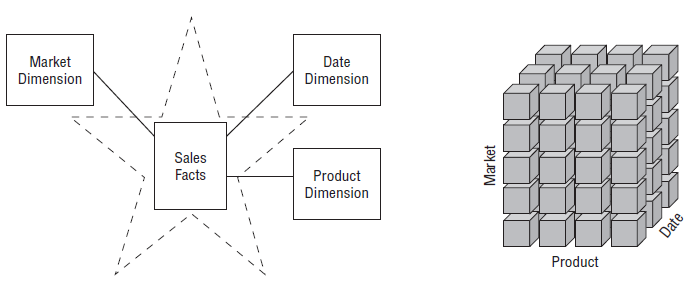 Market
Dimension
Date
Dimension
Sales
Facts
Product
Dimension
Market
Product
Date